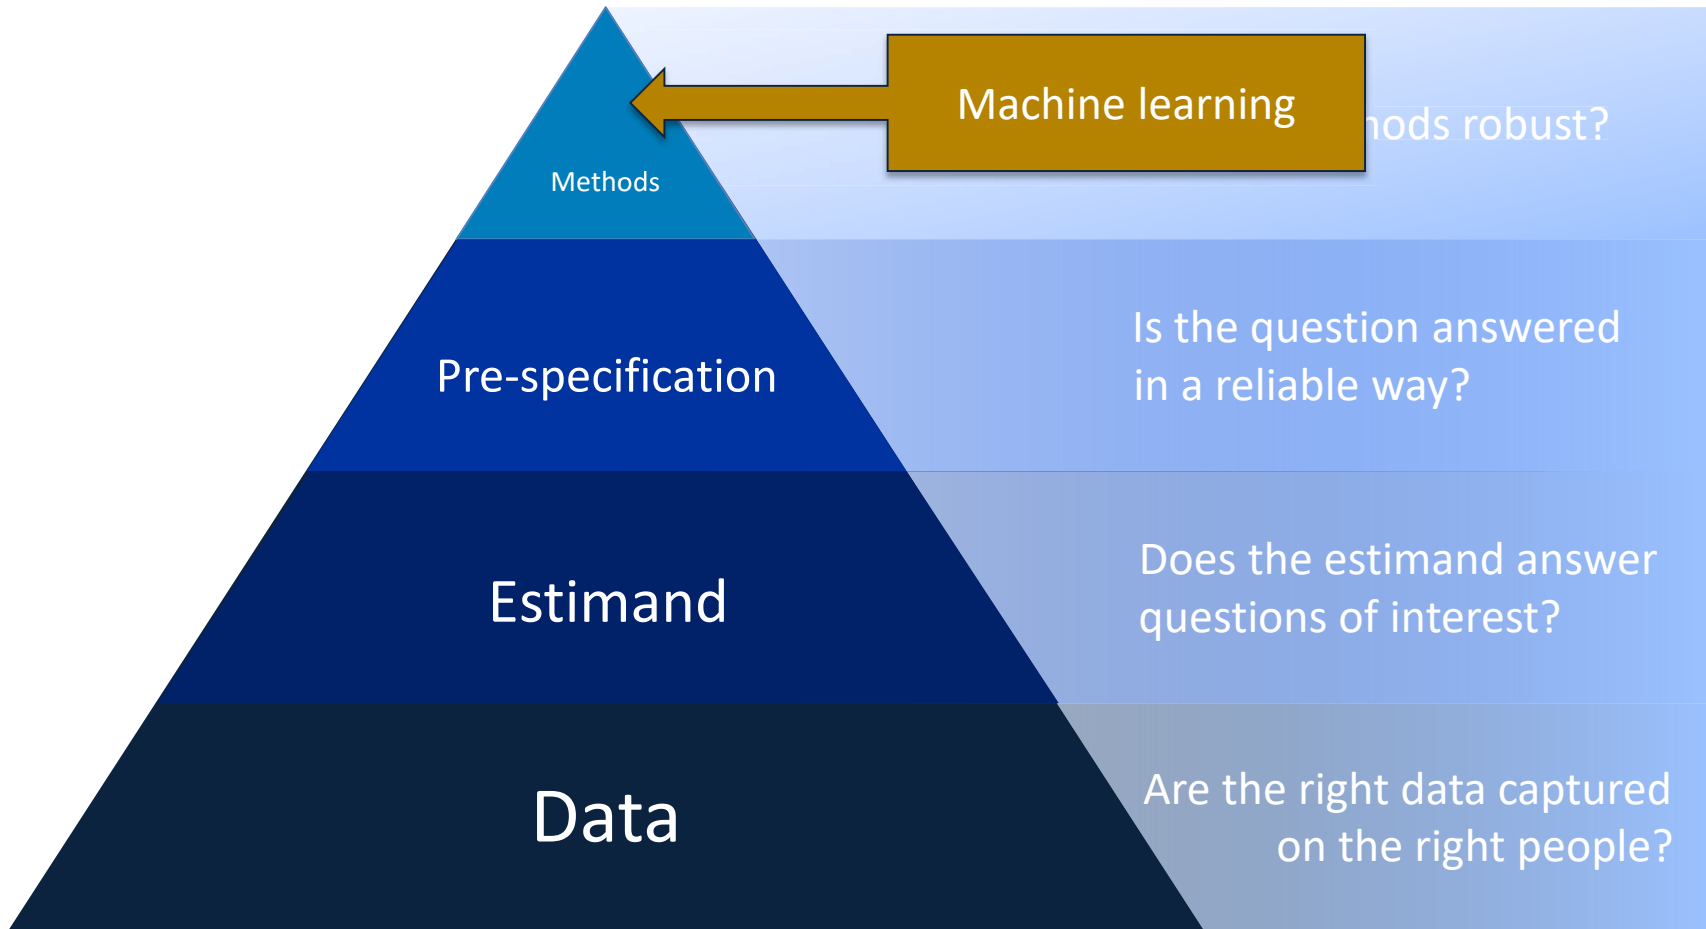 Machine learning
robust?
Methods
Pre-specification
Is the question answered
in a reliable way?
Estimand
Does the estimand answer
questions of interest?
Data
Are the right data captured
on the right people?